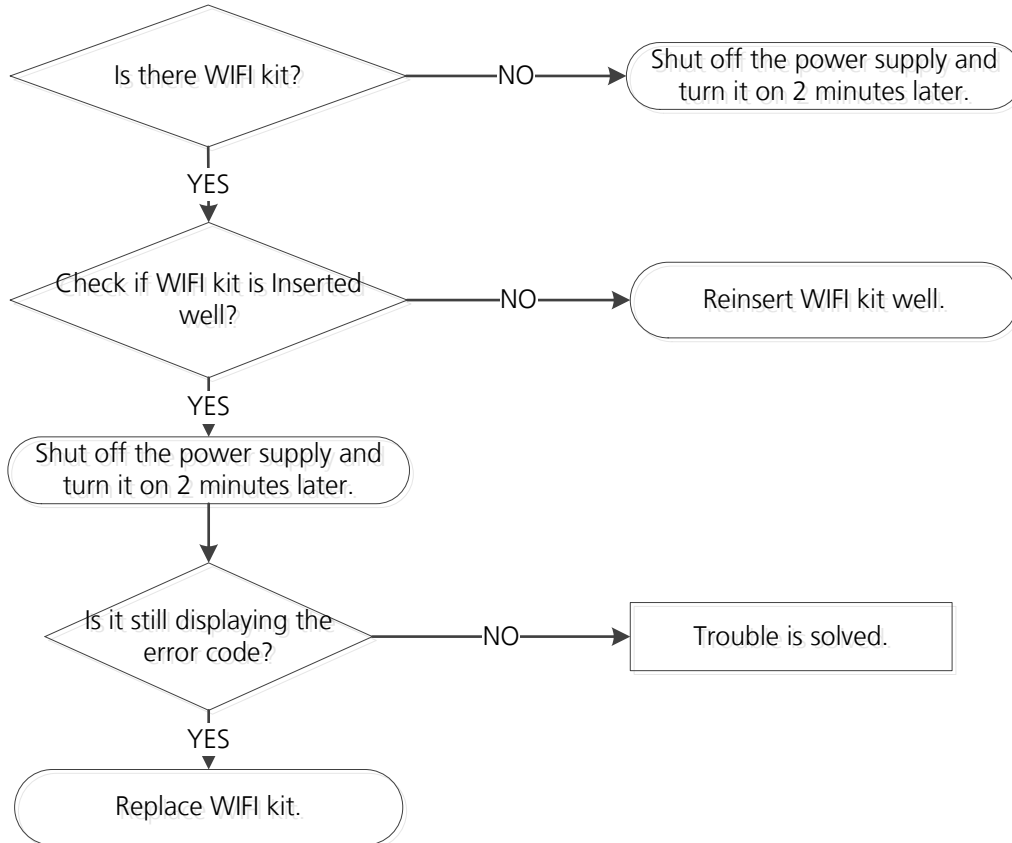 Is there WIFI kit?
NO
Shut off the power supply and
turn it on 2 minutes later.
YES
Check if WIFI kit is Inserted
well?
NO
Reinsert WIFI kit well.
YES
Shut off the power supply and
turn it on 2 minutes later.
Is it still displaying the
error code?
NO
Trouble is solved.
YES
Replace WIFI kit.